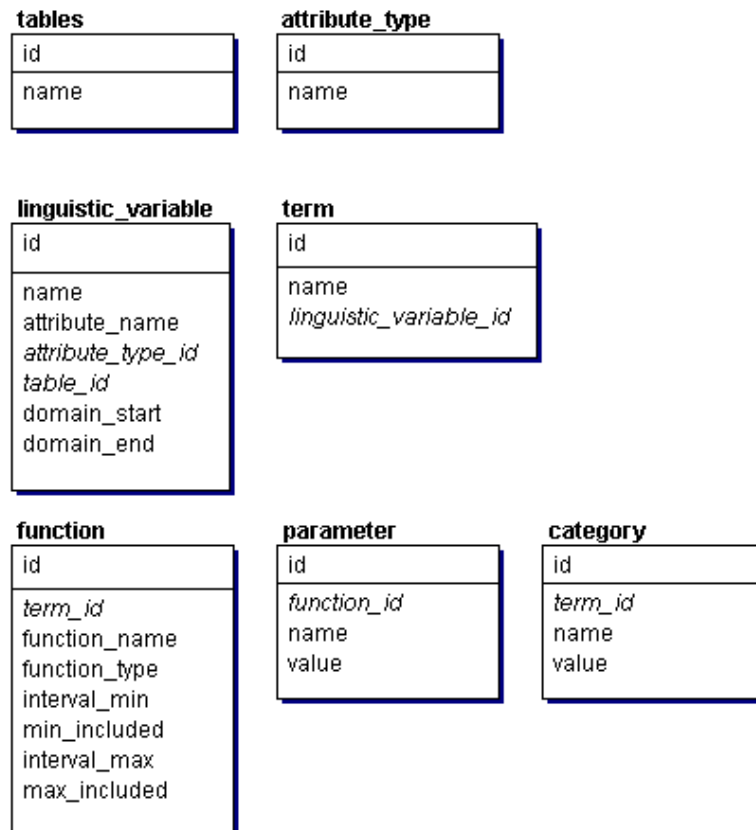 tables
id
name
attribute_type
id
name
linguistic_variable
id
name
attribute_name
attribute_type_id
table_id
domain_start
domain_end
term
id
name
linguistic_variable_id
function
id
term_id
function_name
function_type
interval_min
min_included
interval_max
max_included
parameter
id
function_id
name
value
category
id
term_id
name
value